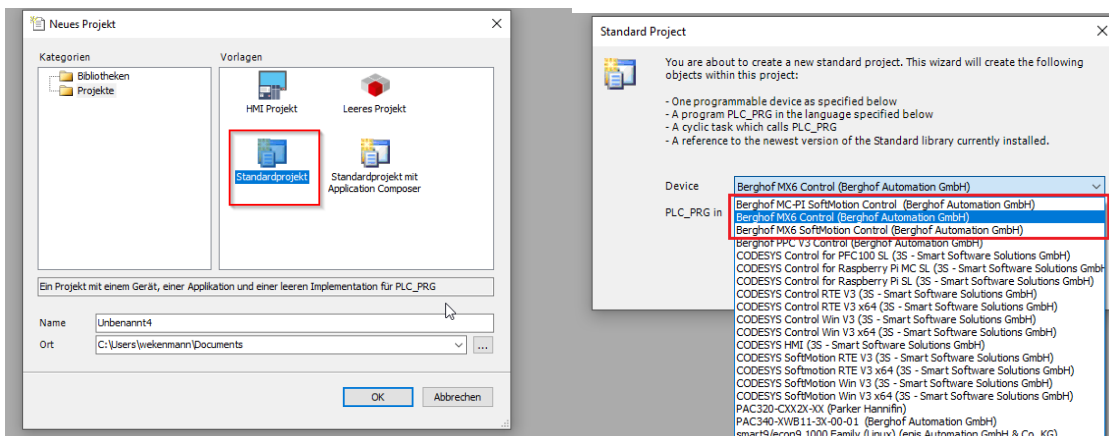 Neues Projekt
Kategorien
Bibliotheken
Projekte
Vorlagen
HMI Projekt
Leeres Projekt
Standardprojekt
Standardprojekt mit
Application Composer
Ein Projekt mit einem Gerät, einer Applikation und einer leeren Implementation für PLC_PRG
Name
Unbenannt4
Ort
C:\Users\wekenmann\Documents
...
OK
Abbrechen
Standard Project
You are about to create a new standard project. This wizard will create the following
objects within this project:
- One programmable device as specified below
- A program PLC_PRG in the language specified below
- A cyclic task which calls PLC_PRG
- A reference to the newest version of the Standard library currently installed.
Device
Berghof MX6 Control (Berghof Automation GmbH)
PLC_PRG in
Berghof MC-PI SoftMotion Control (Berghof Automation GmbH)
Berghof MX6 Control (Berghof Automation GmbH)
Berghof MX6 SoftMotion Control (Berghof Automation GmbH)
Berghof PPC V3 Control (Berghof Automation GmbH)
CODESYS Control for PFC100 SL (3S - Smart Software Solutions GmbH)
CODESYS Control for Raspberry Pi MC SL (3S - Smart Software Solutions GmbH
CODESYS Control for Raspberry Pi SL (3S - Smart Software Solutions GmbH)
CODESYS Control RTE V3 (3S - Smart Software Solutions GmbH)
CODESYS Control RTE V3 x64 (3S - Smart Software Solutions GmbH)
CODESYS Control Win V3 (3S - Smart Software Solutions GmbH)
CODESYS Control Win V3 x64 (3S - Smart Software Solutions GmbH)
CODESYS HMI (3S - Smart Software Solutions GmbH)
CODESYS SoftMotion RTE V3 (3S - Smart Software Solutions GmbH)
CODESYS SoftMotion RTE V3 x64 (3S - Smart Software Solutions GmbH)
CODESYS SoftMotion Win V3 (3S - Smart Software Solutions GmbH)
CODESYS SoftMotion Win V3 x64 (3S - Smart Software Solutions GmbH)
PAC320-CXX2X-XX (Parker Hannifin)
PAC340-XWB11-3X-00-01 (Berghof Automation GmbH)
smart9/econ9 1000 Family (Linux) (epis Automation GmbH & Co. KG)